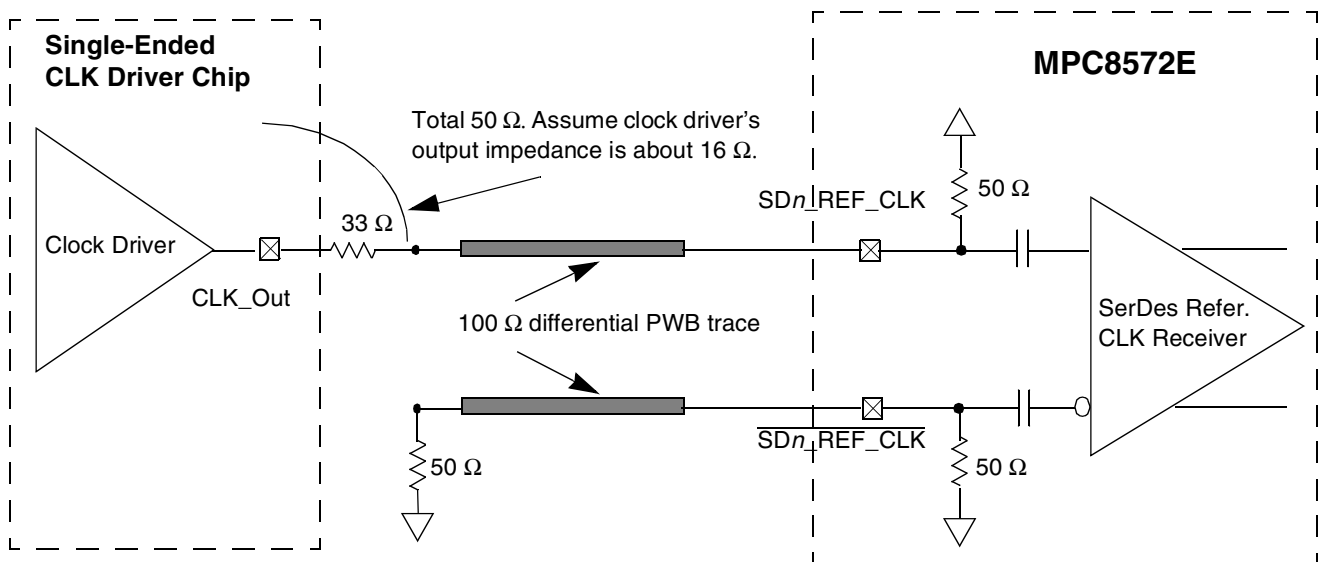 Single-Ended
CLK Driver Chip
MPC8572E
Total 50 Ω. Assume clock driver's
output impedance is about 16 Ω.
SDn_REF_CLK
50 Ω
33 Ω
Clock Driver
CLK_Out
100 Ω differential PWB trace
SerDes Refer.
CLK Receiver
SDn_REF_CLK
50 Ω
50 Ω